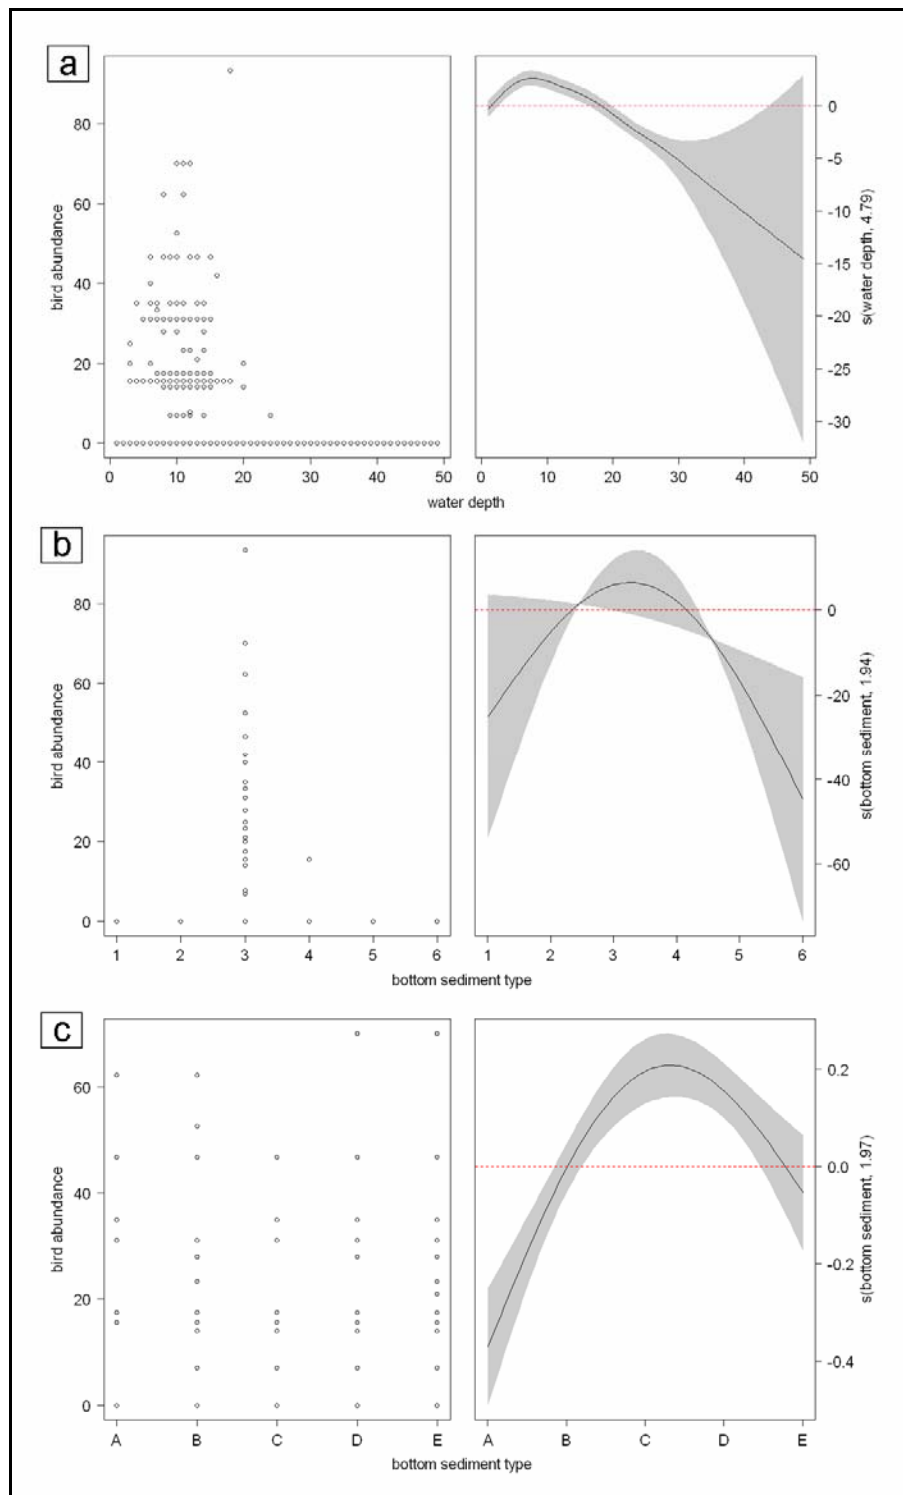 a
bird abundance
80
60
40
20
0
0 10 20 30 40 50
0
-5
-10
-15
-20
-25
-30
s(water depth, 4.79)
0 10 20 30 40 50
water depth
b
bird abundance
80
60
40
20
0
1 2 3 4 5 6
0
-20
-40
-60
s(bottom sediment, 1.94)
1 2 3 4 5 6
bottom sediment type
c
bird abundance
60
40
20
0
A B C D E
0.2
0.0
-0.2
-0.4
s(bottom sediment, 1.97)
A B C D E
bottom sediment type